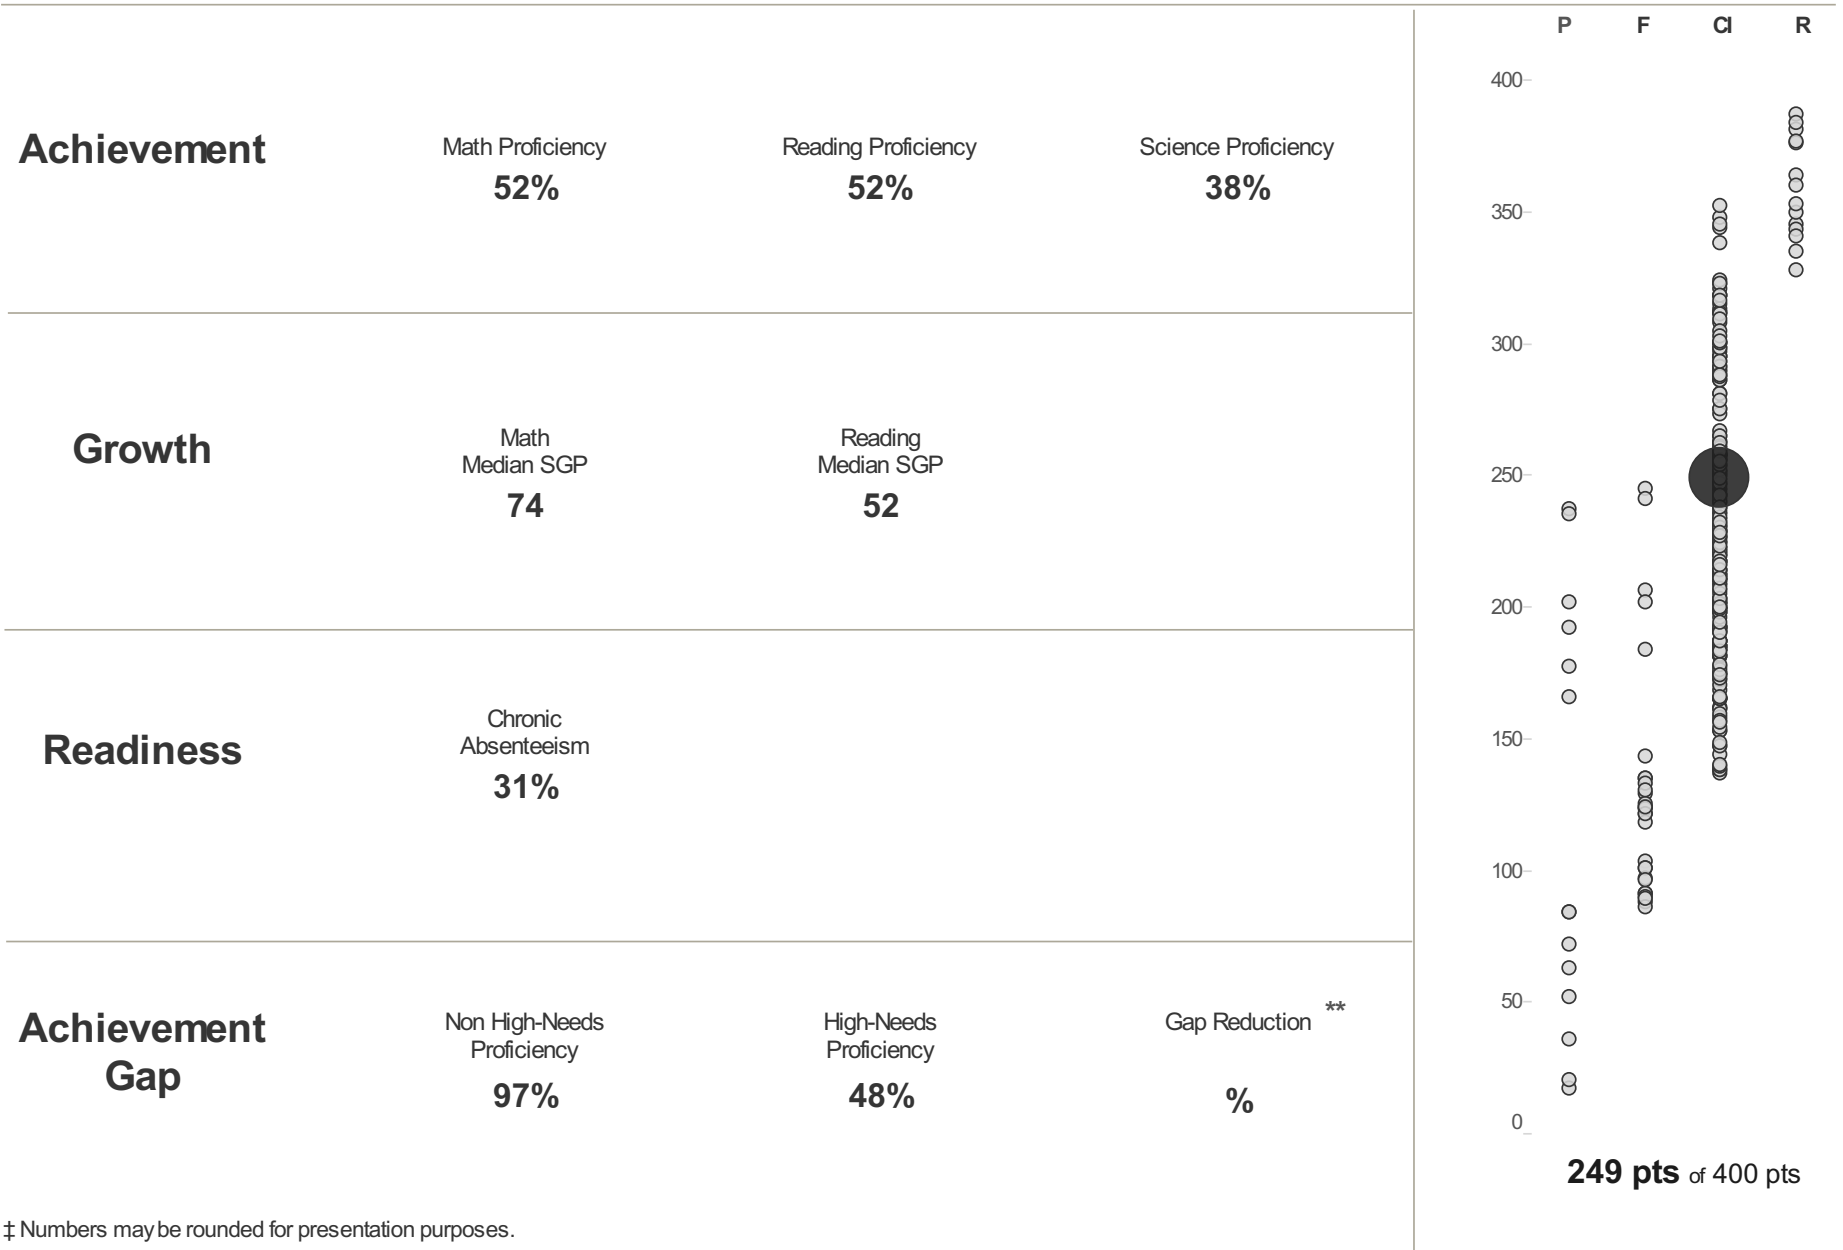 P F CI R
Achievement
Math Proficiency
52%
Reading Proficiency
52%
Science Proficiency
38%
Growth
Math
Median SGP
74
Reading
Median SGP
52
Readiness
Chronic
Absenteeism
31%
Achievement
Gap
Non High-Needs
Proficiency
97%
High-Needs
Proficiency
48%
Gap Reduction **
%
400
350
300
250
200
150
100
50
0
249 pts of 400 pts
‡ Numbers may be rounded for presentation purposes.